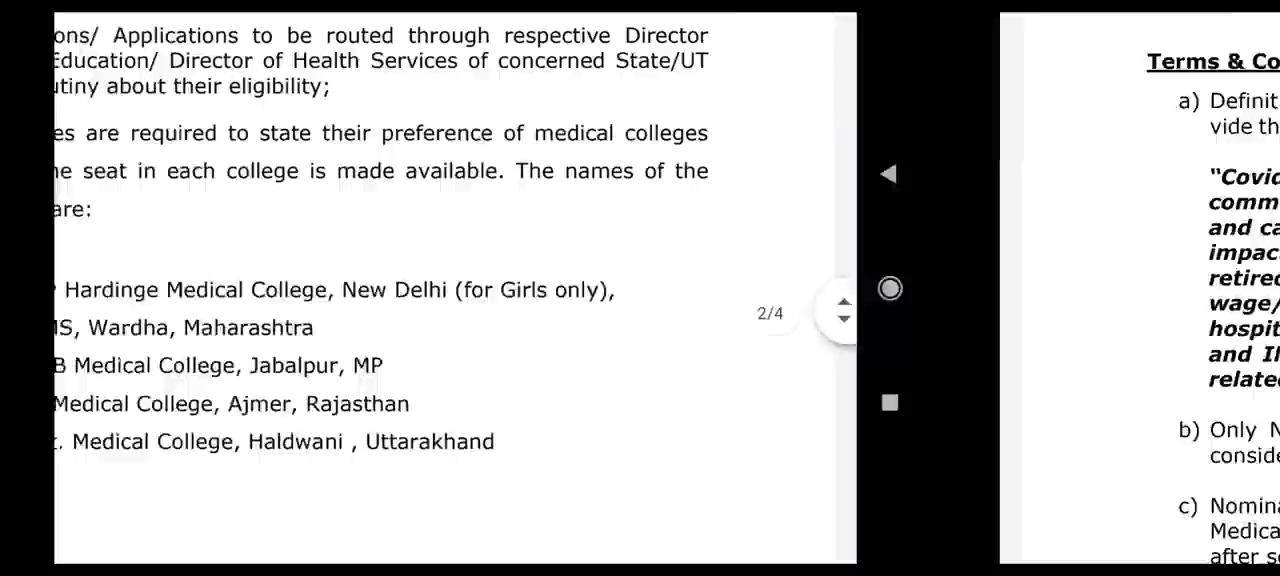 ons/ Applications to be routed through respective Director
Education/ Director of Health Services of concerned State/UT
utiny about their eligibility;
es are required to state their preference of medical colleges
ne seat in each college is made available. The names of the
are:
Hardinge Medical College, New Delhi (for Girls only),
MS, Wardha, Maharashtra
B Medical College, Jabalpur, MP
Medical College, Ajmer, Rajasthan
t. Medical College, Haldwani , Uttarakhand
2/4
Terms & Co
a) Definit
vide th
"Covid
comm
and ca
impac
retired
wage/
hospit
and I
relate
b) Only N
conside
c) Nomina
Medica
after s